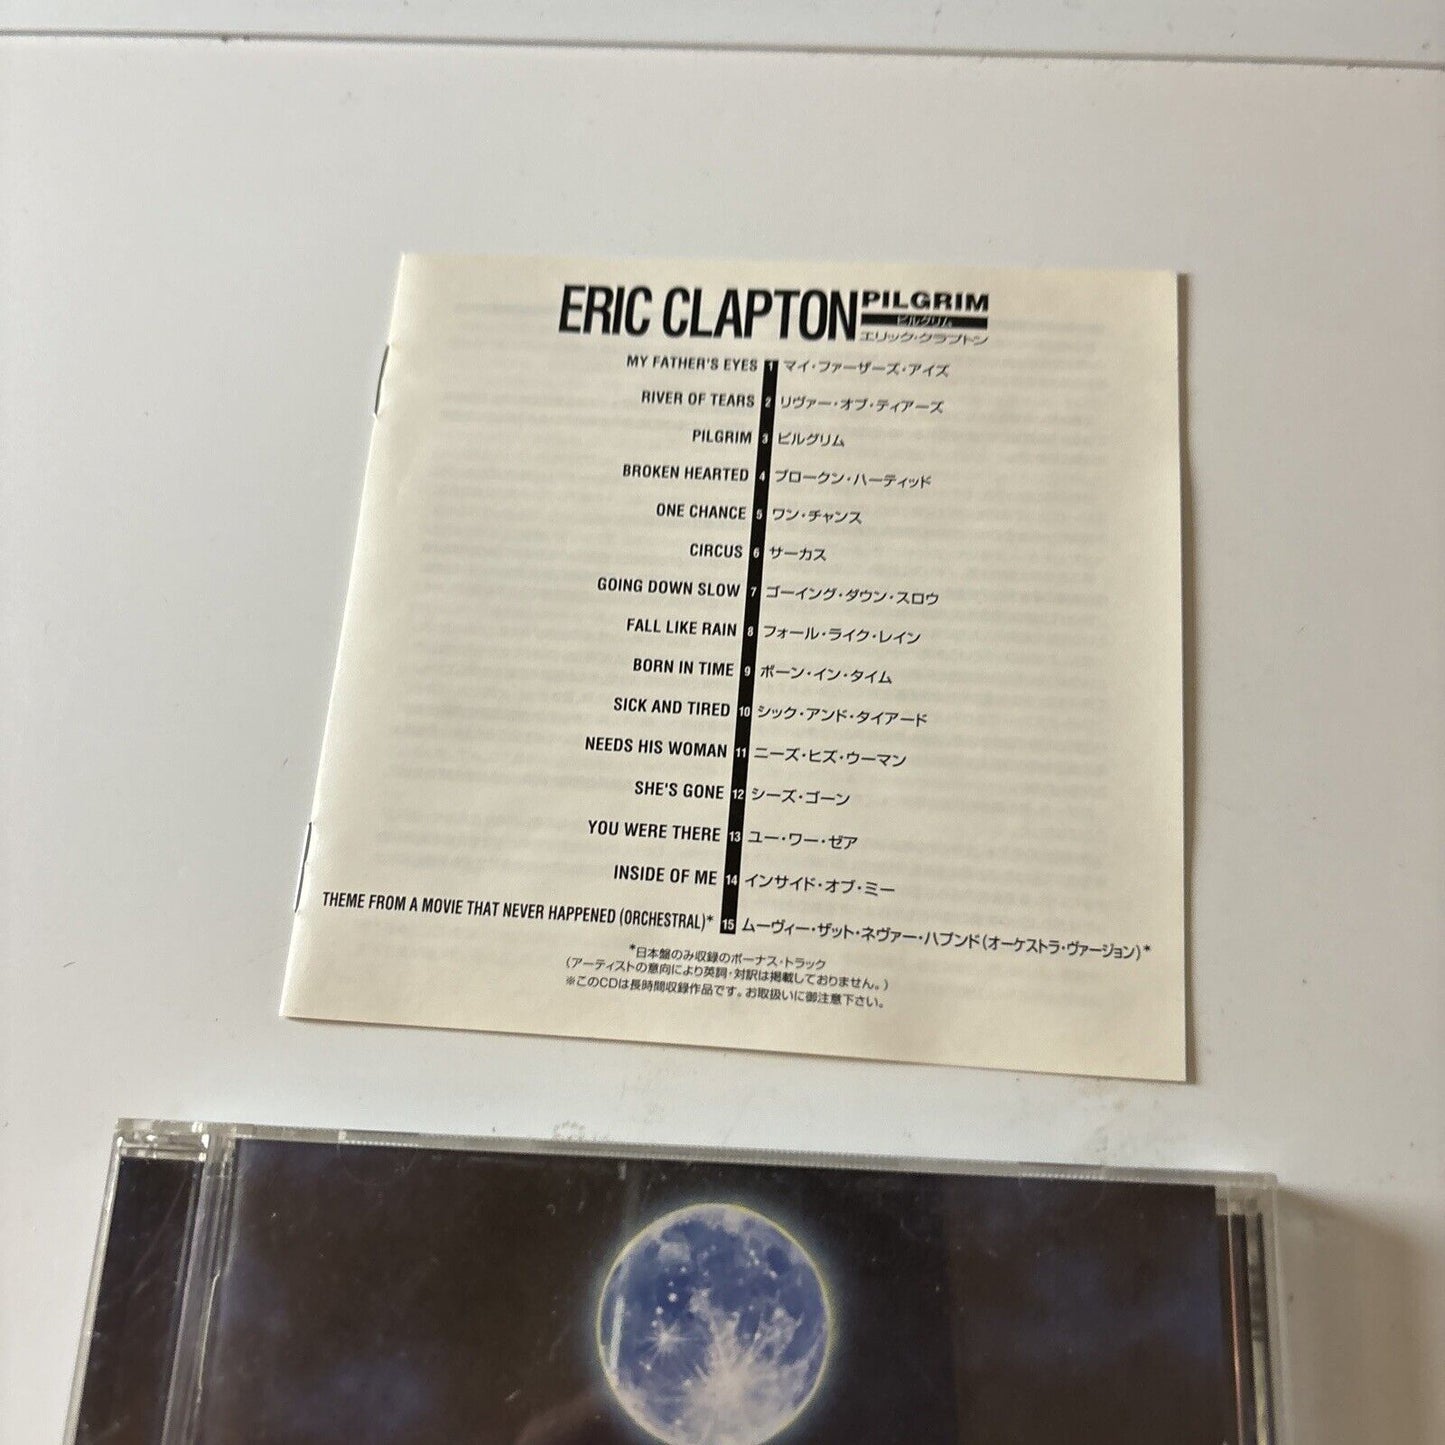 ERIC CLAPTON PILGRIM
ピルグリム
エリック・クラプトン
MY FATHER'S EYES 1 マイ・ファーザーズ・アイズ
RIVER OF TEARS 2 リヴァー・オブ・ティアーズ
PILGRIM 3 ピルグリム
BROKEN HEARTED 4 ブロークン・ハーティッド
ONE CHANCE 5 ワン・チャンス
CIRCUS 6 サーカス
GOING DOWN SLOW 7 ゴーイング・ダウン・スロウ
FALL LIKE RAIN 8 フォール・ライク・レイン
BORN IN TIME 9 ボーン・イン・タイム
SICK AND TIRED 10 シック・アンド・タイアード
NEEDS HIS WOMAN 11 ニーズ・ヒズ・ウーマン
SHE'S GONE 12 シーズ・ゴーン
YOU WERE THERE 13 ユー・ワー・ゼア
INSIDE OF ME 14 インサイド・オブ・ミー
THEME FROM A MOVIE THAT NEVER HAPPENED (ORCHESTRAL)* 15 ムーヴィー・ザット・ネヴァー・ハプンド(オーケストラ・ヴァージョン)*
*日本盤のみ収録のボーナス・トラック
(アーティストの意向により英詞・対訳は掲載しておりません。)
※このCDは長時間収録作品です。お取扱いに御注意下さい。